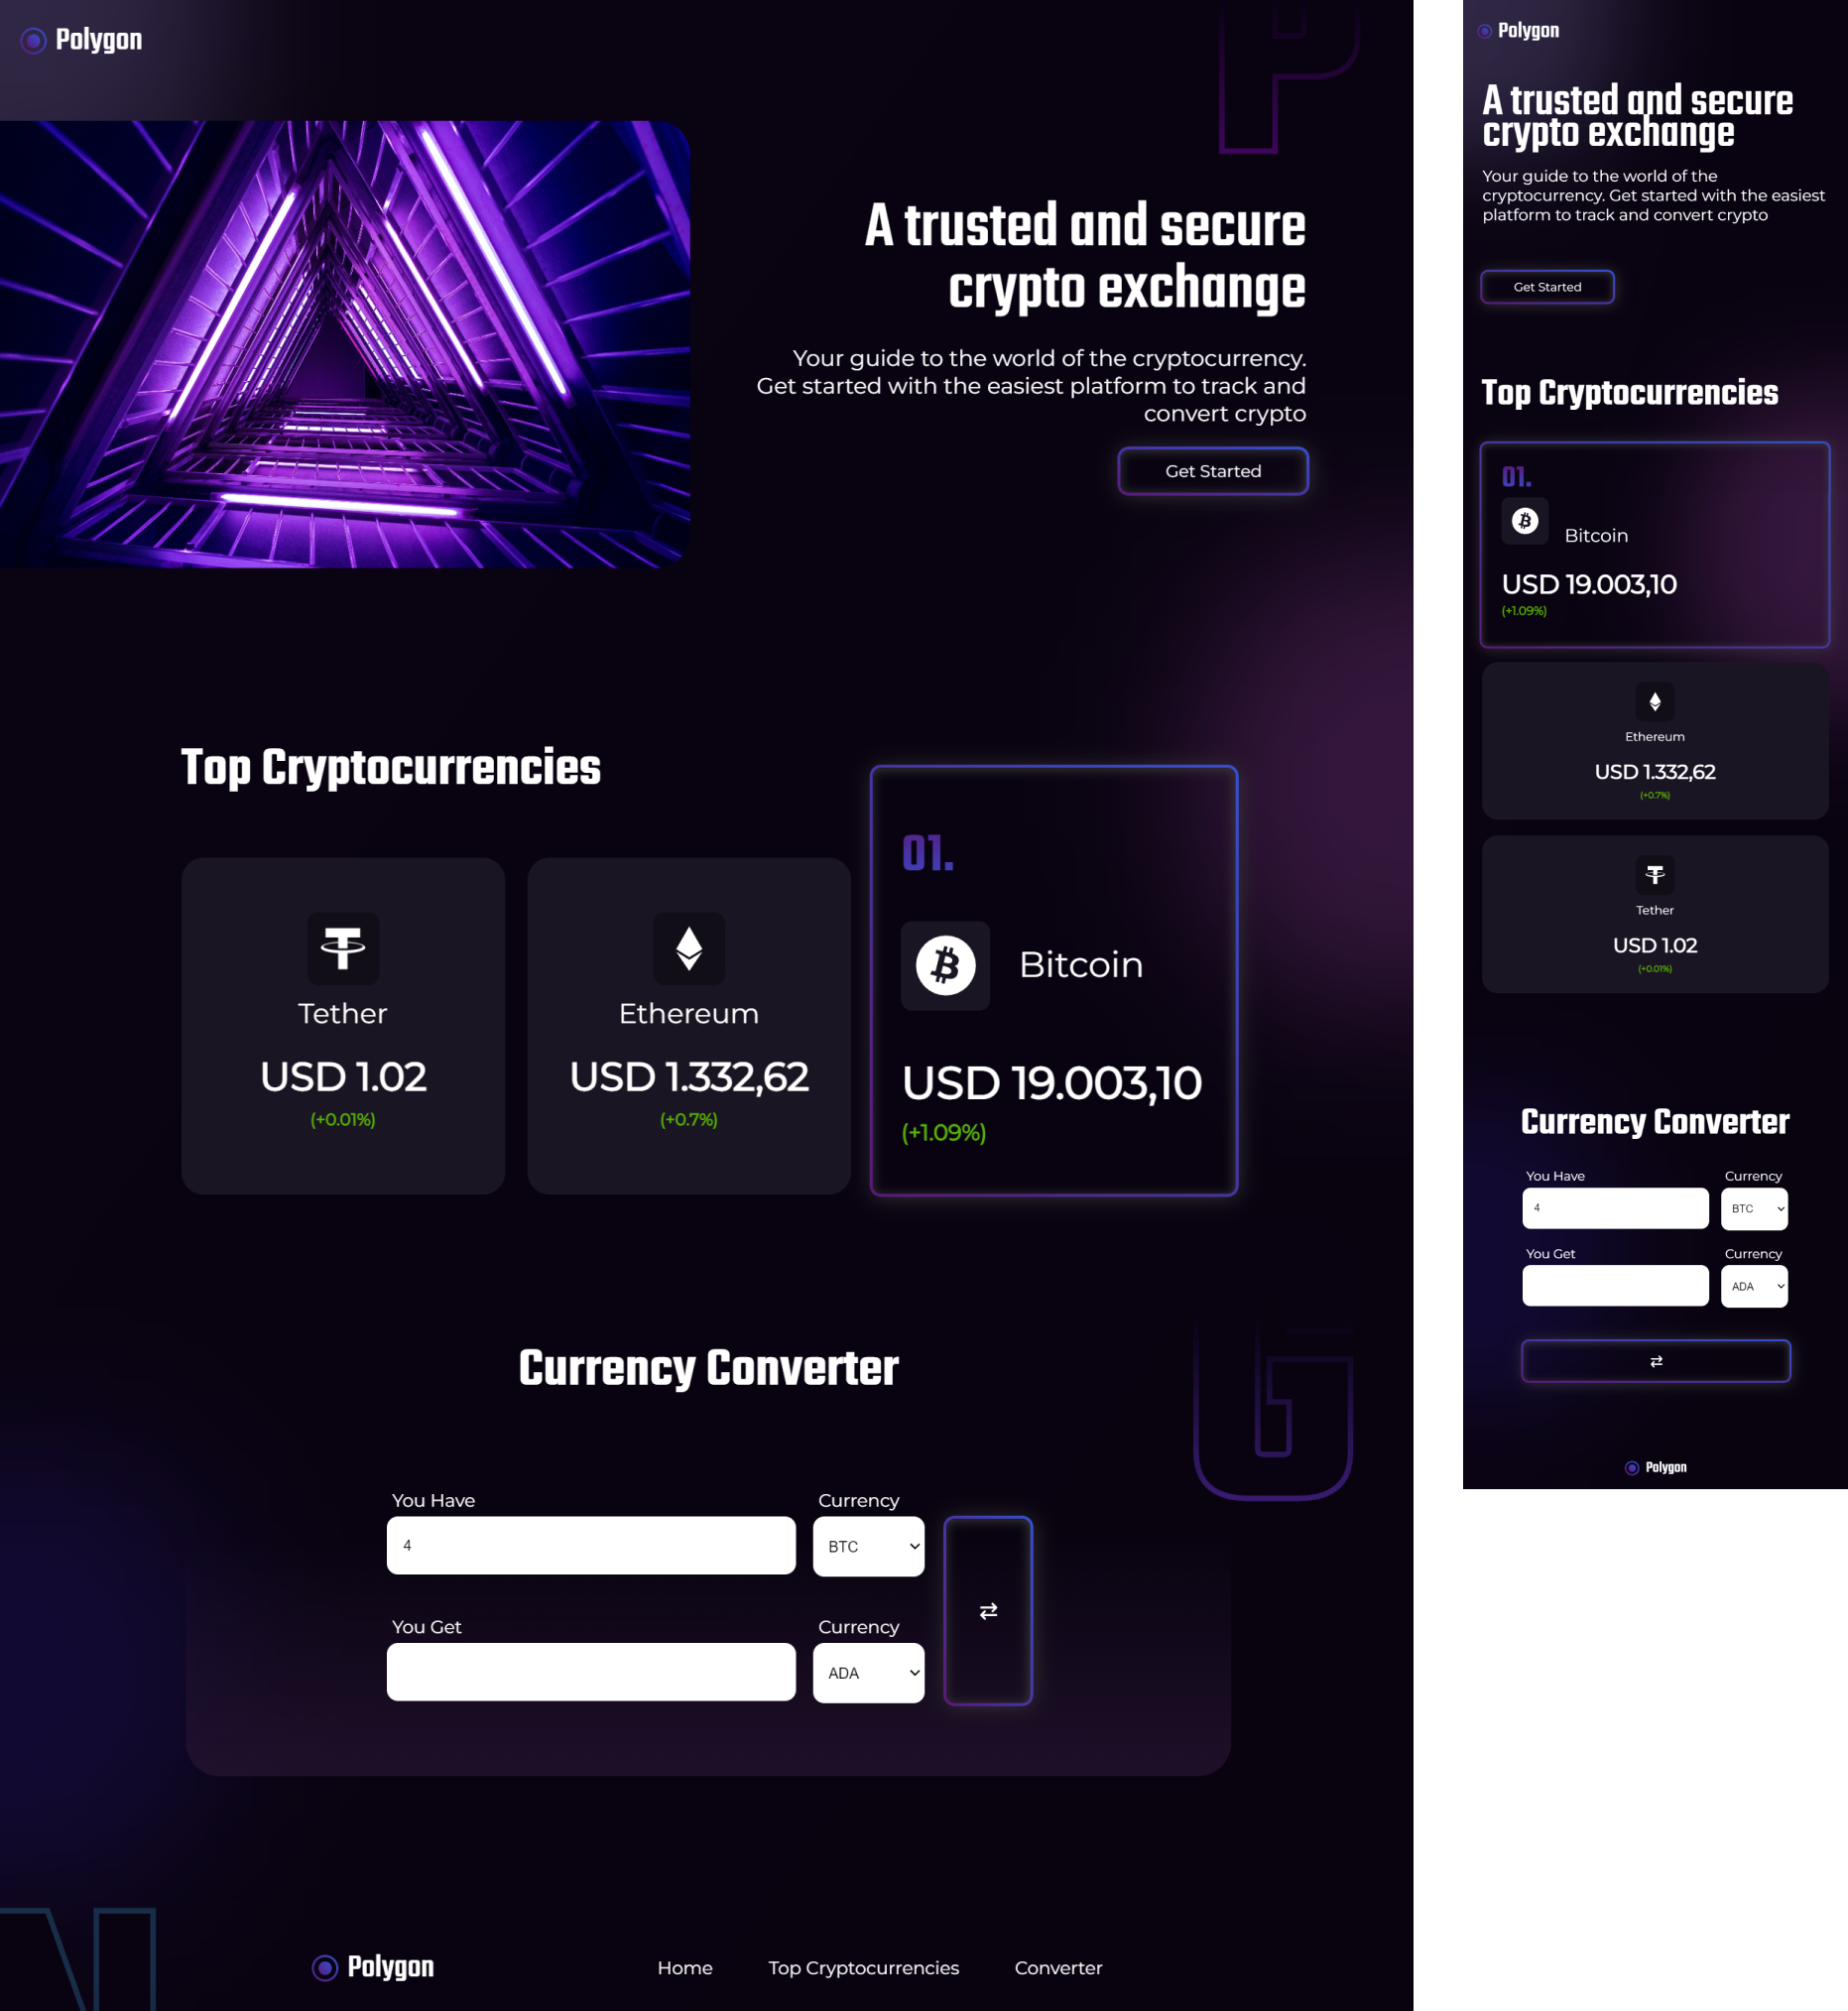 Polygon
P
A trusted and secure
crypto exchange
Your guide to the world of the cryptocurrency.
Get started with the easiest platform to track and
convert crypto
Get Started
Top Cryptocurrencies
Tether
USD 1.02
(+0.01%)
Ethereum
USD 1.332,62
(+0.7%)
01.
Bitcoin
USD 19.003,10
(+1.09%)
Currency Converter
G
You Have
Currency
4
BTC
You Get
Currency
ADA
N
Polygon
Home
Top Cryptocurrencies
Converter
Polygon
A trusted and secure
crypto exchange
Your guide to the world of the
cryptocurrency. Get started with the easiest
platform to track and convert crypto
Get Started
Top Cryptocurrencies
01.
Bitcoin
USD 19.003,10
(+1.09%)
Ethereum
USD 1.332,62
(+0.7%)
Tether
USD 1.02
(+0.01%)
Currency Converter
You Have
Currency
4
BTC
You Get
Currency
ADA
Polygon